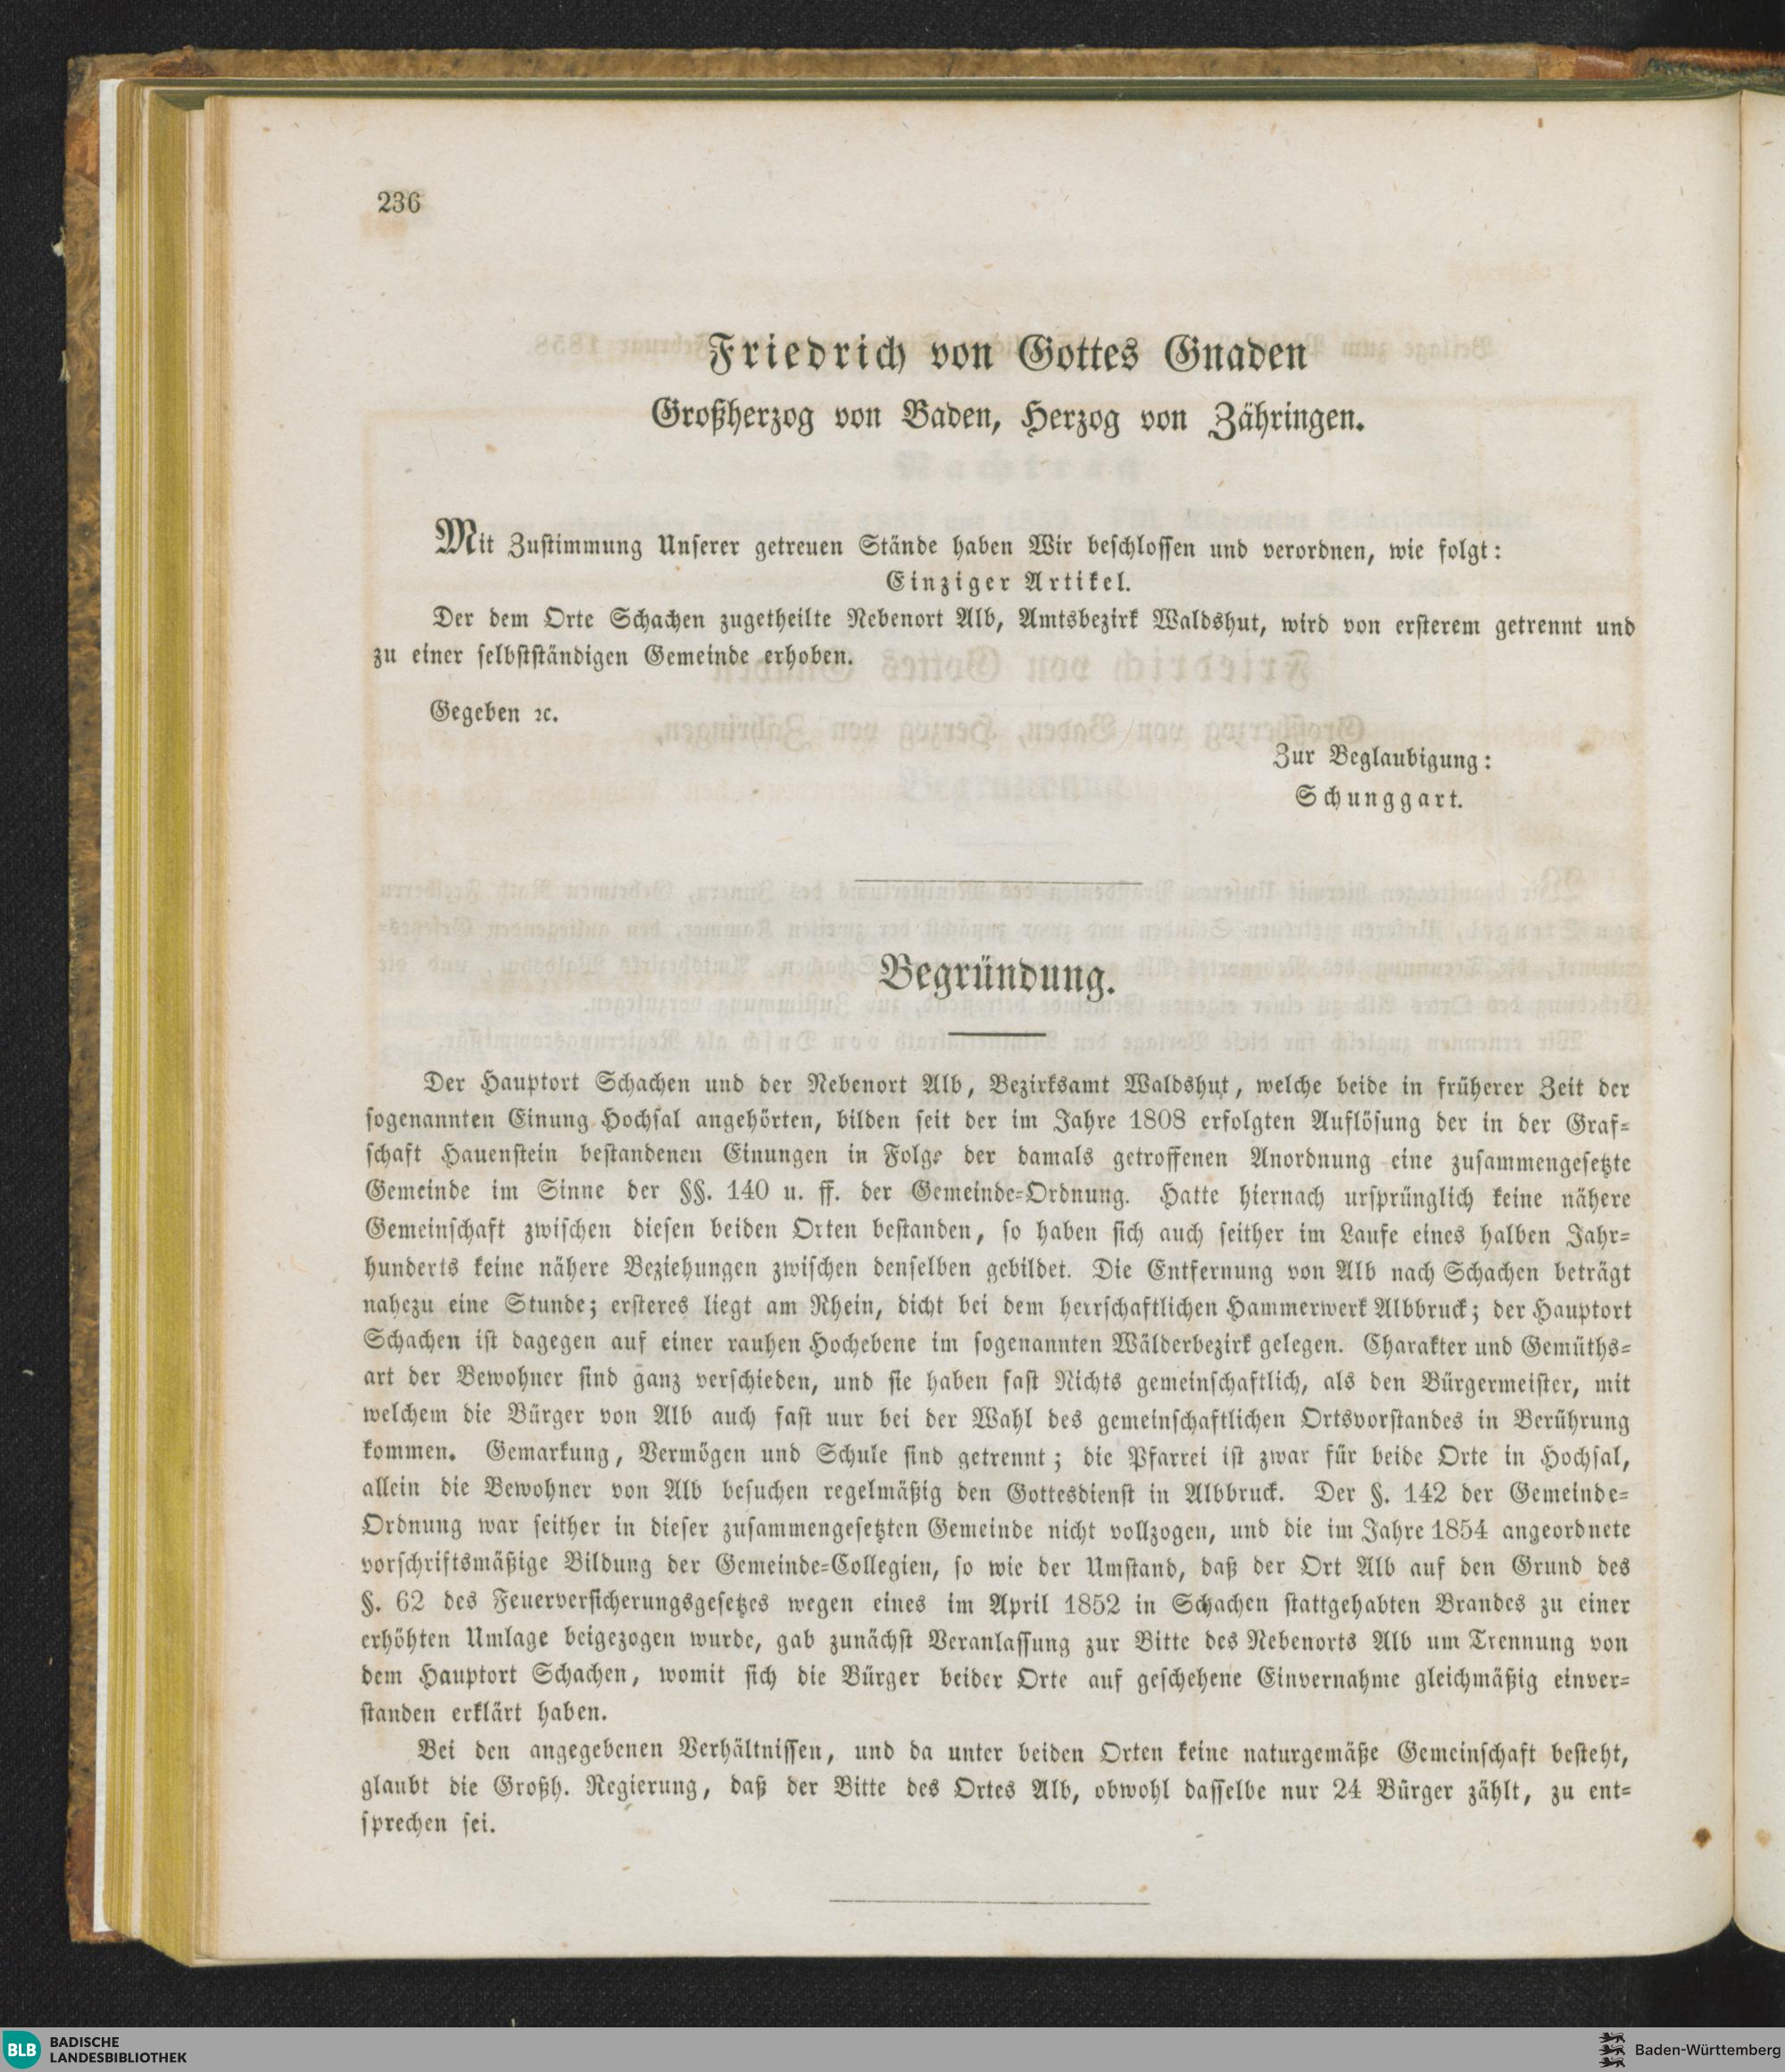 236
Friedrich von Gottes Gnaden
Großherzog von Baden, Herzog von Zähringen.
Mit Zustimmung Unserer getreuen Stände haben Wir beschlossen und verordnen, wie folgt:
Einziger Artikel.
Der dem Orte Schachen zugetheilte Nebenort Alb, Amtsbezirk Waldshut, wird von ersterem getrennt und
zu einer selbstständigen Gemeinde erhoben.
Gegeben ꝛc.
Zur Beglaubigung:
Schunggart.
Begründung.
Der Hauptort Schachen und der Nebenort Alb, Bezirksamt Waldshut, welche beide in früherer Zeit der
sogenannten Einung Hochsal angehörten, bilden seit der im Jahre 1808 erfolgten Auflösung der in der Graf-
schaft Hauenstein bestandenen Einungen in Folge der damals getroffenen Anordnung eine zusammengesetzte
Gemeinde im Sinne der §§. 140 u. ff. der Gemeinde-Ordnung. Hatte hiernach ursprünglich keine nähere
Gemeinschaft zwischen diesen beiden Orten bestanden, so haben sich auch seither im Laufe eines halben Jahr-
hunderts keine nähere Beziehungen zwischen denselben gebildet. Die Entfernung von Alb nach Schachen beträgt
nahezu eine Stunde; ersteres liegt am Rhein, dicht bei dem herrschaftlichen Hammerwerk Albbruck; der Hauptort
Schachen ist dagegen auf einer rauhen Hochebene im sogenannten Wälderbezirk gelegen. Charakter und Gemüths-
art der Bewohner sind ganz verschieden, und sie haben fast Nichts gemeinschaftlich, als den Bürgermeister, mit
welchem die Bürger von Alb auch fast nur bei der Wahl des gemeinschaftlichen Ortsvorstandes in Berührung
kommen. Gemarkung, Vermögen und Schule sind getrennt; die Pfarrei ist zwar für beide Orte in Hochsal,
allein die Bewohner von Alb besuchen regelmäßig den Gottesdienst in Albbruck. Der §. 142 der Gemeinde-
Ordnung war seither in dieser zusammengesetzten Gemeinde nicht vollzogen, und die im Jahre 1854 angeordnete
vorschriftsmäßige Bildung der Gemeinde-Collegien, so wie der Umstand, daß der Ort Alb auf den Grund des
§. 62 des Feuerversicherungsgesetzes wegen eines im April 1852 in Schachen stattgehabten Brandes zu einer
erhöhten Umlage beigezogen wurde, gab zunächst Veranlassung zur Bitte des Nebenorts Alb um Trennung von
dem Hauptort Schachen, womit sich die Bürger beider Orte auf geschehene Einvernahme gleichmäßig einver-
standen erklärt haben.
Bei den angegebenen Verhältnissen, und da unter beiden Orten keine naturgemäße Gemeinschaft besteht,
glaubt die Großh. Regierung, daß der Bitte des Ortes Alb, obwohl dasselbe nur 24 Bürger zählt, zu ent-
sprechen sei.
BLB
BADISCHE
LANDESBIBLIOTHEK
Baden-Württemberg